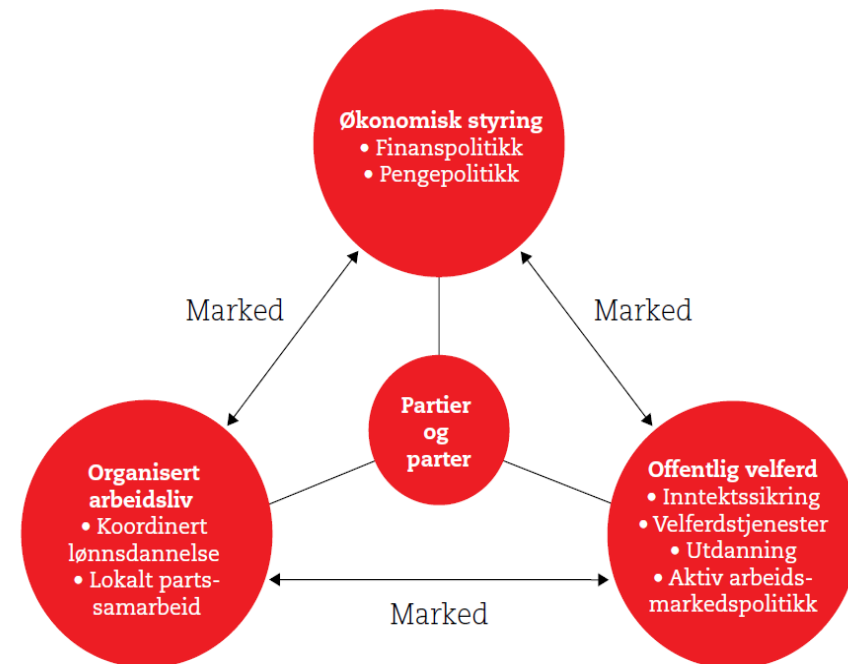 Økonomisk styring
• Finanspolitikk
• Pengepolitikk
Marked
Marked
Partier
og
parter
Organisert
arbeidsliv
• Koordinert
lønnsdannelse
• Lokalt parts-
samarbeid
Offentlig velferd
• Inntektssikring
• Velferdstjenester
• Utdanning
• Aktiv arbeids-
markedspolitikk
Marked